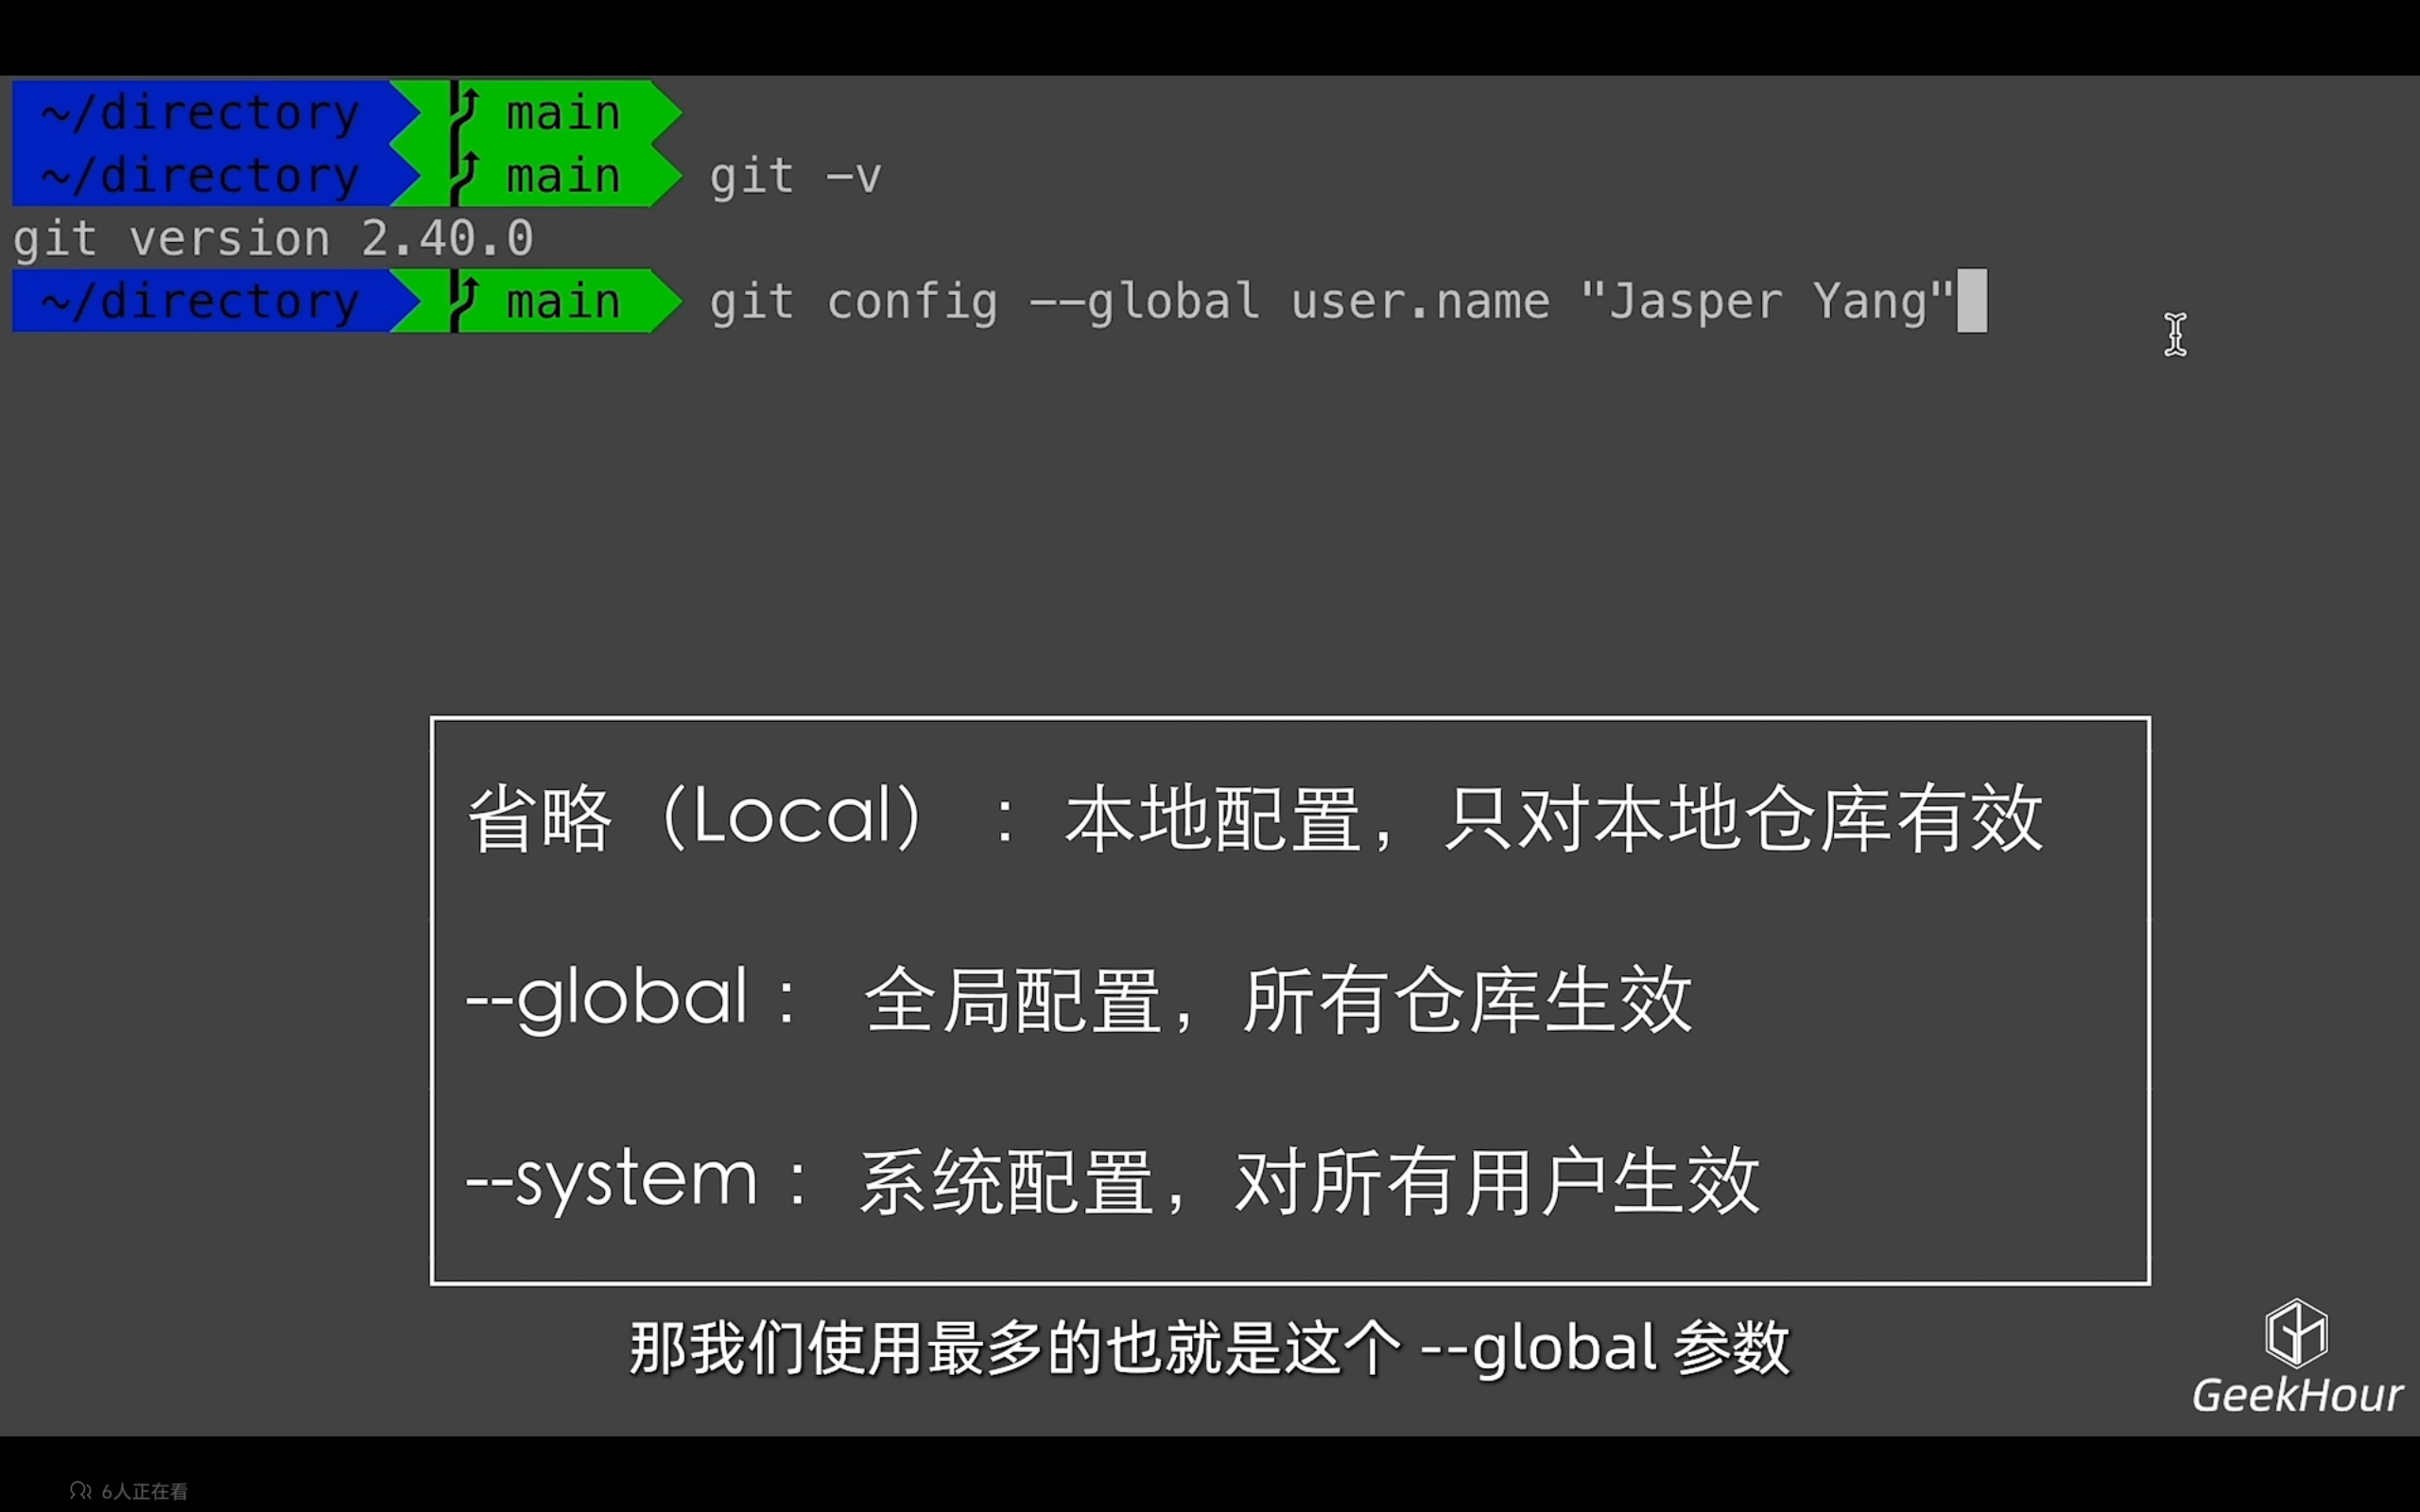 ~/directory main
~/directory main git -v
git version 2.40.0
~/directory main git config --global user.name "Jasper Yang"
省略（Local）： 本地配置，只对本地仓库有效
--global： 全局配置，所有仓库生效
--system： 系统配置，对所有用户生效
那我们使用最多的也就是这个 --global 参数
GeekHour
6人正在看